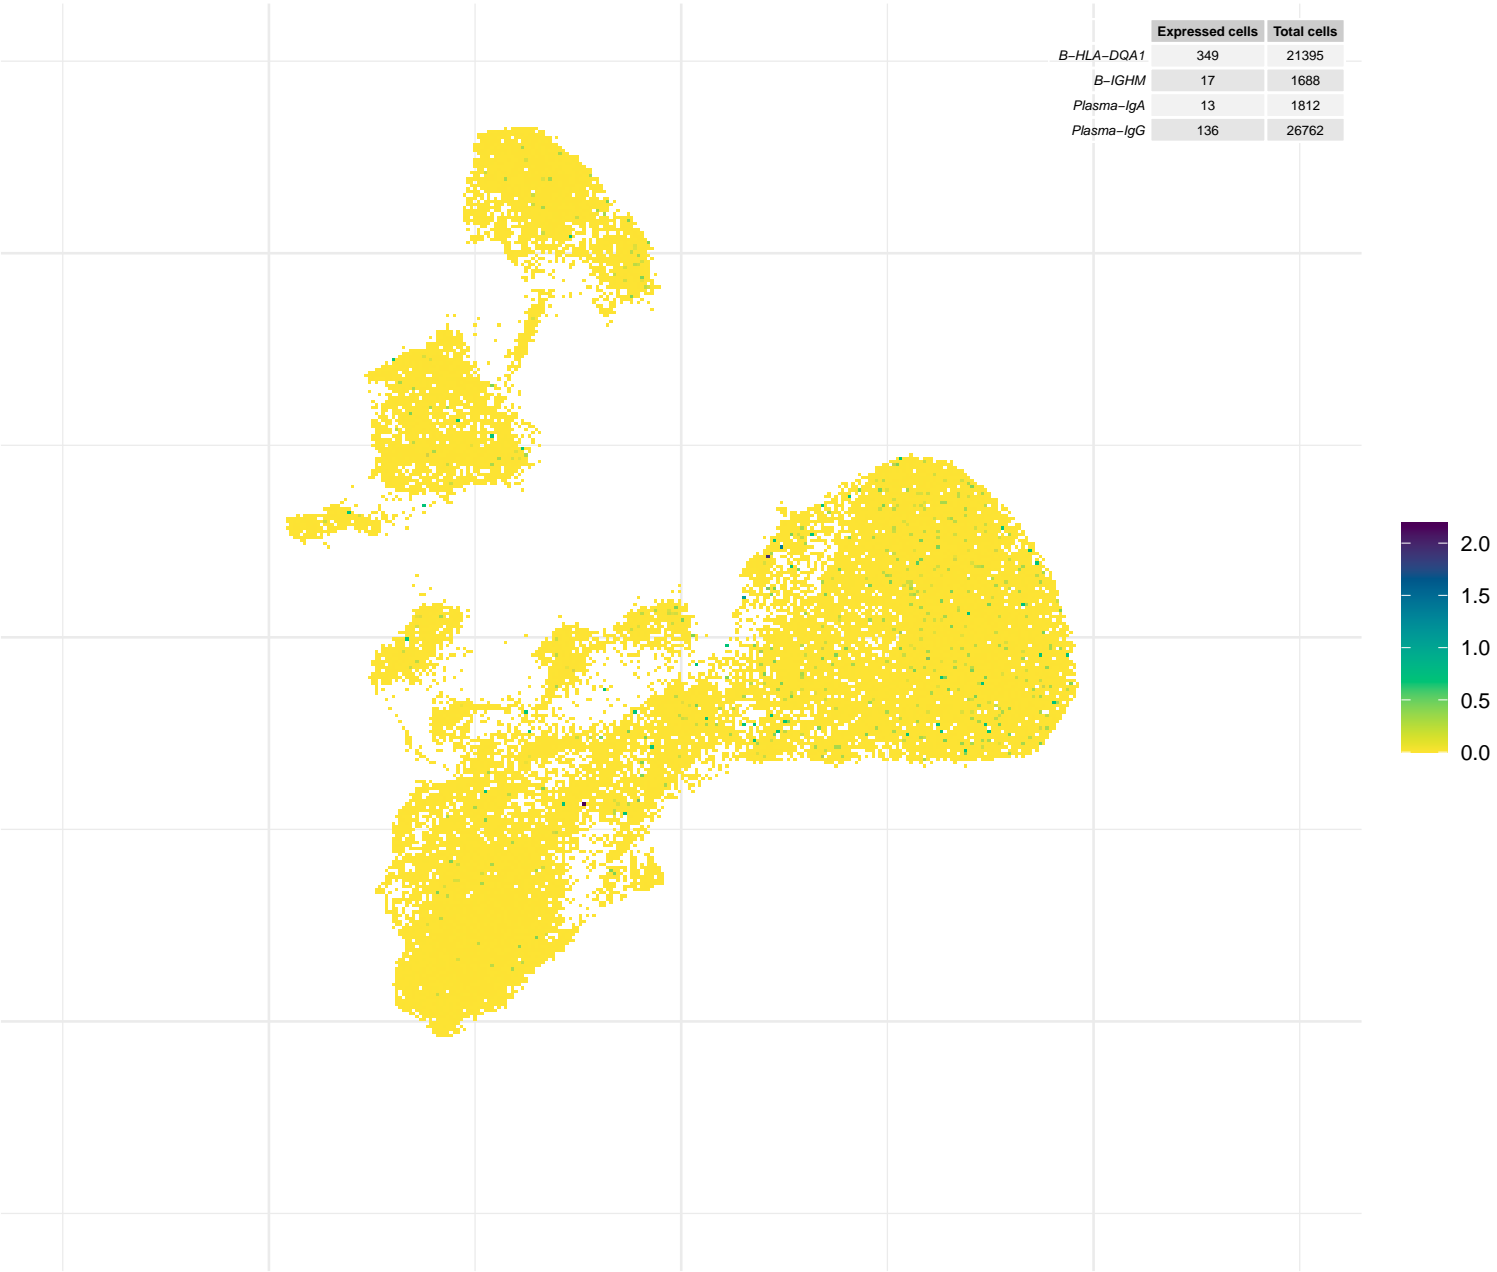 Expressed cells Total cells
B−HLA−DQA1 349 21395
B−IGHM 17 1688
Plasma−IgA 13 1812
Plasma−IgG 136 26762
2.0
1.5
1.0
0.5
0.0